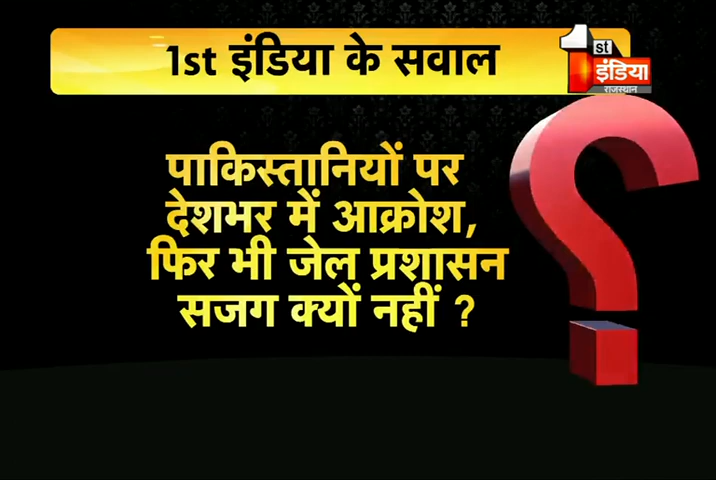 1st इंडिया के सवाल
1st
इंडिया
राजस्थान
पाकिस्तानियों पर
देशभर में आक्रोश,
फिर भी जेल प्रशासन
सजग क्यों नहीं ?